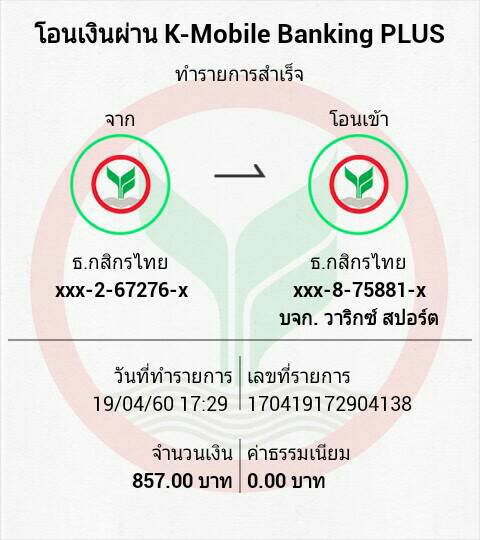 โอนเงินผ่าน K-Mobile Banking PLUS
ทำรายการสำเร็จ
จาก
โอนเข้า
ธ.กสิกรไทย
xxx-2-67276-x
ธ.กสิกรไทย
xxx-8-75881-x
บจก. วาริกซ์ สปอร์ต
วันที่ทำรายการ
19/04/60 17:29
เลขที่รายการ
170419172904138
จำนวนเงิน
857.00 บาท
ค่าธรรมเนียม
0.00 บาท